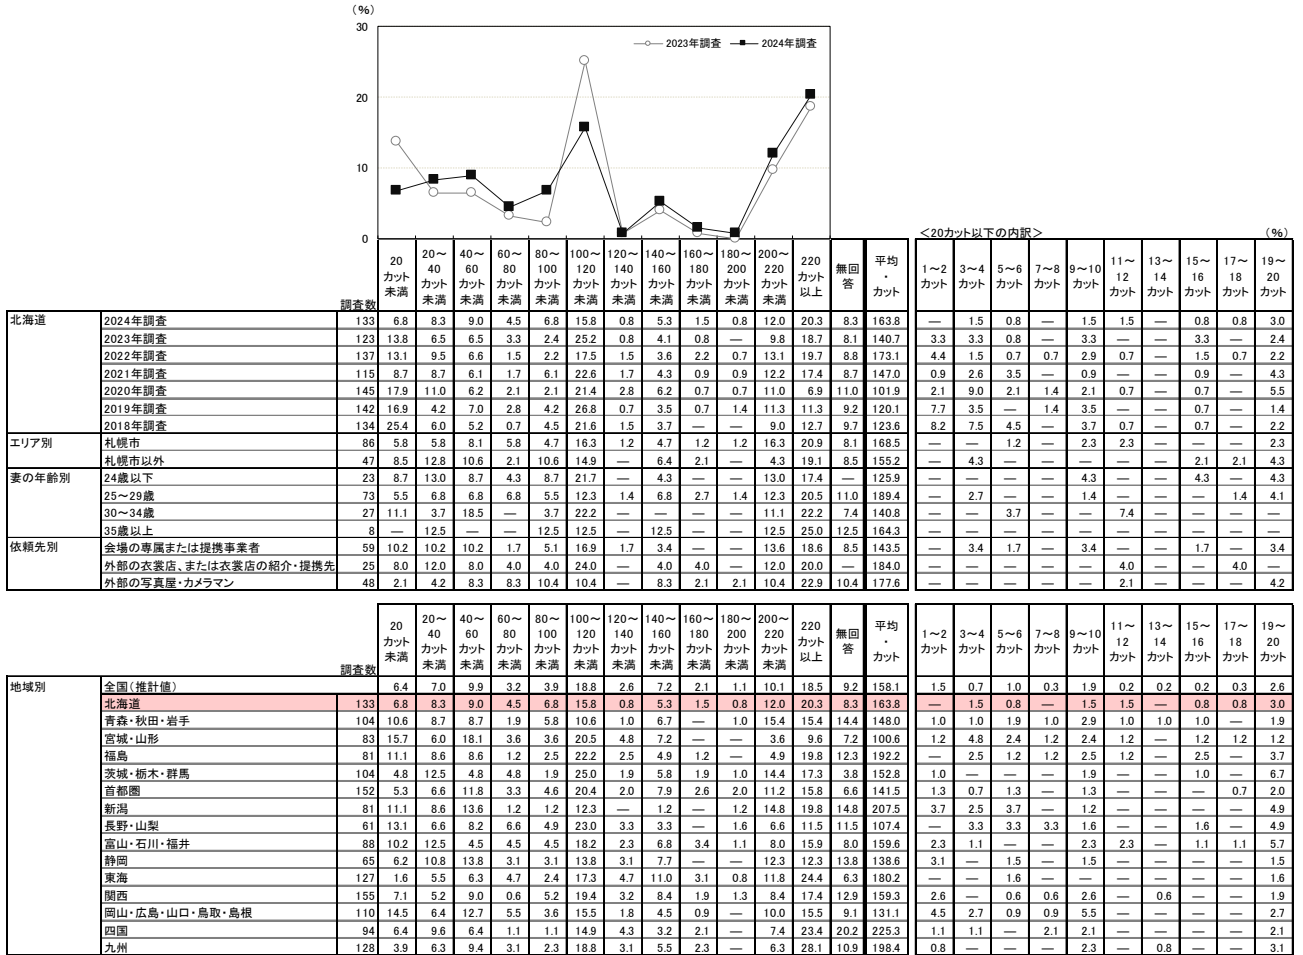 (%)
30
20
10
0
2023年調査 2024年調査
<20カット以下の内訳> (%)
調査数 20カット未満 20～40カット未満 40～60カット未満 60～80カット未満 80～100カット未満 100～120カット未満 120～140カット未満 140～160カット未満 160～180カット未満 180～200カット未満 200～220カット未満 220カット以上 無回答 平均・カット 1～2カット 3～4カット 5～6カット 7～8カット 9～10カット 11～12カット 13～14カット 15～16カット 17～18カット 19～20カット
北海道 2024年調査 133 6.8 8.3 9.0 4.5 6.8 15.8 0.8 5.3 1.5 0.8 12.0 20.3 8.3 163.8 — 1.5 0.8 — 1.5 1.5 — 0.8 0.8 3.0
2023年調査 123 13.8 6.5 6.5 3.3 2.4 25.2 0.8 4.1 0.8 — 9.8 18.7 8.1 140.7 3.3 3.3 0.8 — 3.3 — — 3.3 — 2.4
2022年調査 137 13.1 9.5 6.6 1.5 2.2 17.5 1.5 3.6 2.2 0.7 13.1 19.7 8.8 173.1 4.4 1.5 0.7 0.7 2.9 0.7 — 1.5 0.7 2.2
2021年調査 115 8.7 8.7 6.1 1.7 6.1 22.6 1.7 4.3 0.9 0.9 12.2 17.4 8.7 147.0 0.9 2.6 3.5 — 0.9 — — 0.9 — 4.3
2020年調査 145 17.9 11.0 6.2 2.1 2.1 21.4 2.8 6.2 0.7 0.7 11.0 6.9 11.0 101.9 2.1 9.0 2.1 1.4 2.1 0.7 — 0.7 — 5.5
2019年調査 142 16.9 4.2 7.0 2.8 4.2 26.8 0.7 3.5 0.7 1.4 11.3 11.3 9.2 120.1 7.7 3.5 — 1.4 3.5 — — 0.7 — 1.4
2018年調査 134 25.4 6.0 5.2 0.7 4.5 21.6 1.5 3.7 — — 9.0 12.7 9.7 123.6 8.2 7.5 4.5 — 3.7 0.7 — 0.7 — 2.2
エリア別 札幌市 86 5.8 5.8 8.1 5.8 4.7 16.3 1.2 4.7 1.2 1.2 16.3 20.9 8.1 168.5 — — 1.2 — 2.3 2.3 — — — 2.3
札幌市以外 47 8.5 12.8 10.6 2.1 10.6 14.9 — 6.4 2.1 — 4.3 19.1 8.5 155.2 — 4.3 — — — — — 2.1 2.1 4.3
妻の年齢別 24歳以下 23 8.7 13.0 8.7 4.3 8.7 21.7 — 4.3 — — 13.0 17.4 — 125.9 — — — — 4.3 — — 4.3 — 4.3
25～29歳 73 5.5 6.8 6.8 6.8 5.5 12.3 1.4 6.8 2.7 1.4 12.3 20.5 11.0 189.4 — 2.7 — — 1.4 — — — 1.4 4.1
30～34歳 27 11.1 3.7 18.5 — 3.7 22.2 — — — — 11.1 22.2 7.4 140.8 — — 3.7 — — 7.4 — — — —
35歳以上 8 — 12.5 — — 12.5 12.5 — 12.5 — — 12.5 25.0 12.5 164.3 — — — — — — — — — —
依頼先別 会場の専属または提携事業者 59 10.2 10.2 10.2 1.7 5.1 16.9 1.7 3.4 — — 13.6 18.6 8.5 143.5 — 3.4 1.7 — 3.4 — — 1.7 — 3.4
外部の衣裳店、または衣裳店の紹介・提携先 25 8.0 12.0 8.0 4.0 4.0 24.0 — 4.0 4.0 — 12.0 20.0 — 184.0 — — — — — 4.0 — — 4.0 —
外部の写真屋・カメラマン 48 2.1 4.2 8.3 8.3 10.4 10.4 — 8.3 2.1 2.1 10.4 22.9 10.4 177.6 — — — — — 2.1 — — — 4.2
調査数 20カット未満 20～40カット未満 40～60カット未満 60～80カット未満 80～100カット未満 100～120カット未満 120～140カット未満 140～160カット未満 160～180カット未満 180～200カット未満 200～220カット未満 220カット以上 無回答 平均・カット 1～2カット 3～4カット 5～6カット 7～8カット 9～10カット 11～12カット 13～14カット 15～16カット 17～18カット 19～20カット
地域別 全国(推計値) 6.4 7.0 9.9 3.2 3.9 18.8 2.6 7.2 2.1 1.1 10.1 18.5 9.2 158.1 1.5 0.7 1.0 0.3 1.9 0.2 0.2 0.2 0.3 2.6
北海道 133 6.8 8.3 9.0 4.5 6.8 15.8 0.8 5.3 1.5 0.8 12.0 20.3 8.3 163.8 — 1.5 0.8 — 1.5 1.5 — 0.8 0.8 3.0
青森・秋田・岩手 104 10.6 8.7 8.7 1.9 5.8 10.6 1.0 6.7 — 1.0 15.4 15.4 14.4 148.0 1.0 1.0 1.9 1.0 2.9 1.0 1.0 1.0 — 1.9
宮城・山形 83 15.7 6.0 18.1 3.6 3.6 20.5 4.8 7.2 — — 3.6 9.6 7.2 100.6 1.2 4.8 2.4 1.2 2.4 1.2 — 1.2 1.2 1.2
福島 81 11.1 8.6 8.6 1.2 2.5 22.2 2.5 4.9 1.2 — 4.9 19.8 12.3 192.2 — 2.5 1.2 1.2 2.5 1.2 — 2.5 — 3.7
茨城・栃木・群馬 104 4.8 12.5 4.8 4.8 1.9 25.0 1.9 5.8 1.9 1.0 14.4 17.3 3.8 152.8 1.0 — — — 1.9 — — 1.0 — 6.7
首都圏 152 5.3 6.6 11.8 3.3 4.6 20.4 2.0 7.9 2.6 2.0 11.2 15.8 6.6 141.5 1.3 0.7 1.3 — 1.3 — — — 0.7 2.0
新潟 81 11.1 8.6 13.6 1.2 1.2 12.3 — 1.2 — 1.2 14.8 19.8 14.8 207.5 3.7 2.5 3.7 — 1.2 — — — — 4.9
長野・山梨 61 13.1 6.6 8.2 6.6 4.9 23.0 3.3 3.3 — 1.6 6.6 11.5 11.5 107.4 — 3.3 3.3 3.3 1.6 — — 1.6 — 4.9
富山・石川・福井 88 10.2 12.5 4.5 4.5 4.5 18.2 2.3 6.8 3.4 1.1 8.0 15.9 8.0 159.6 2.3 1.1 — — 2.3 2.3 — 1.1 1.1 5.7
静岡 65 6.2 10.8 13.8 3.1 3.1 13.8 3.1 7.7 — — 12.3 12.3 13.8 138.6 3.1 — 1.5 — 1.5 — — — — 1.5
東海 127 1.6 5.5 6.3 4.7 2.4 17.3 4.7 11.0 3.1 0.8 11.8 24.4 6.3 180.2 — — 1.6 — — — — — — 1.6
関西 155 7.1 5.2 9.0 0.6 5.2 19.4 3.2 8.4 1.9 1.3 8.4 17.4 12.9 159.3 2.6 — 0.6 0.6 2.6 — 0.6 — — 1.9
岡山・広島・山口・鳥取・島根 110 14.5 6.4 12.7 5.5 3.6 15.5 1.8 4.5 0.9 — 10.0 15.5 9.1 131.1 4.5 2.7 0.9 0.9 5.5 — — — — 2.7
四国 94 6.4 9.6 6.4 1.1 1.1 14.9 4.3 3.2 2.1 — 7.4 23.4 20.2 225.3 1.1 1.1 — 2.1 2.1 — — — — 2.1
九州 128 3.9 6.3 9.4 3.1 2.3 18.8 3.1 5.5 2.3 — 6.3 28.1 10.9 198.4 0.8 — — — 2.3 — 0.8 — — 3.1